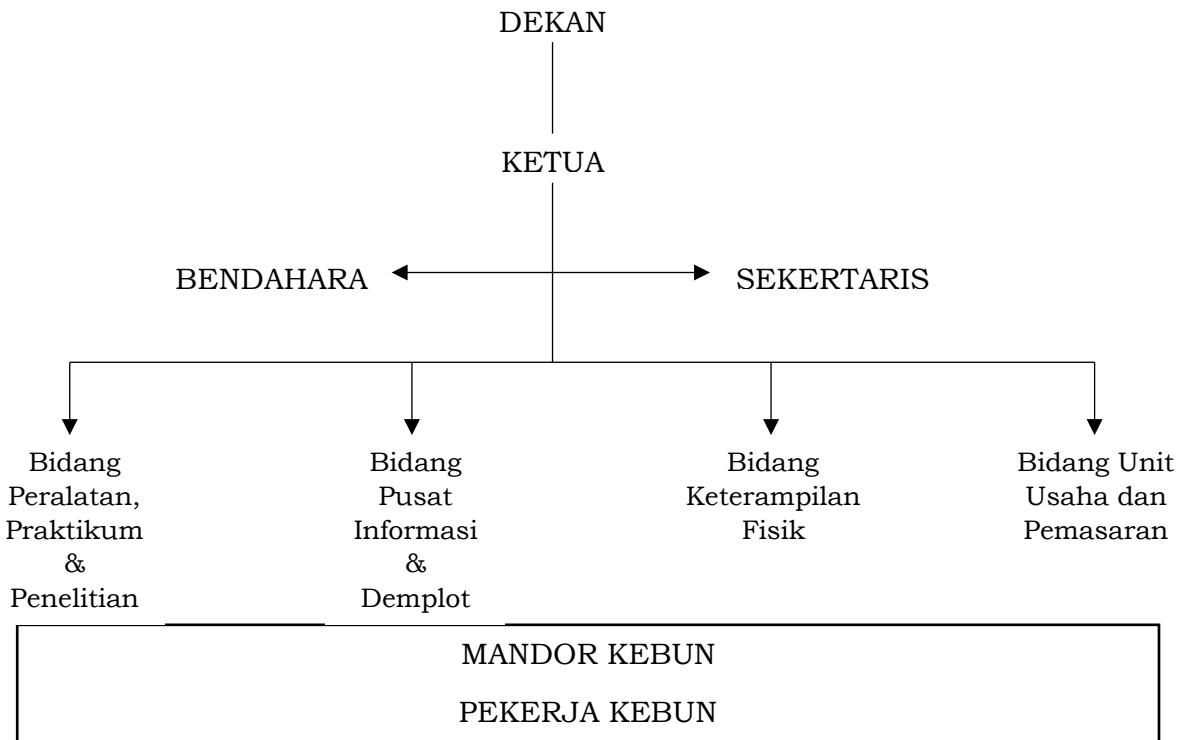 DEKAN
KETUA
BENDAHARA
SEKERTARIS
Bidang
Peralatan,
Praktikum
&
Penelitian
Bidang
Pusat
Informasi
&
Demplot
Bidang
Keterampilan
Fisik
Bidang Unit
Usaha dan
Pemasaran
MANDOR KEBUN
PEKERJA KEBUN